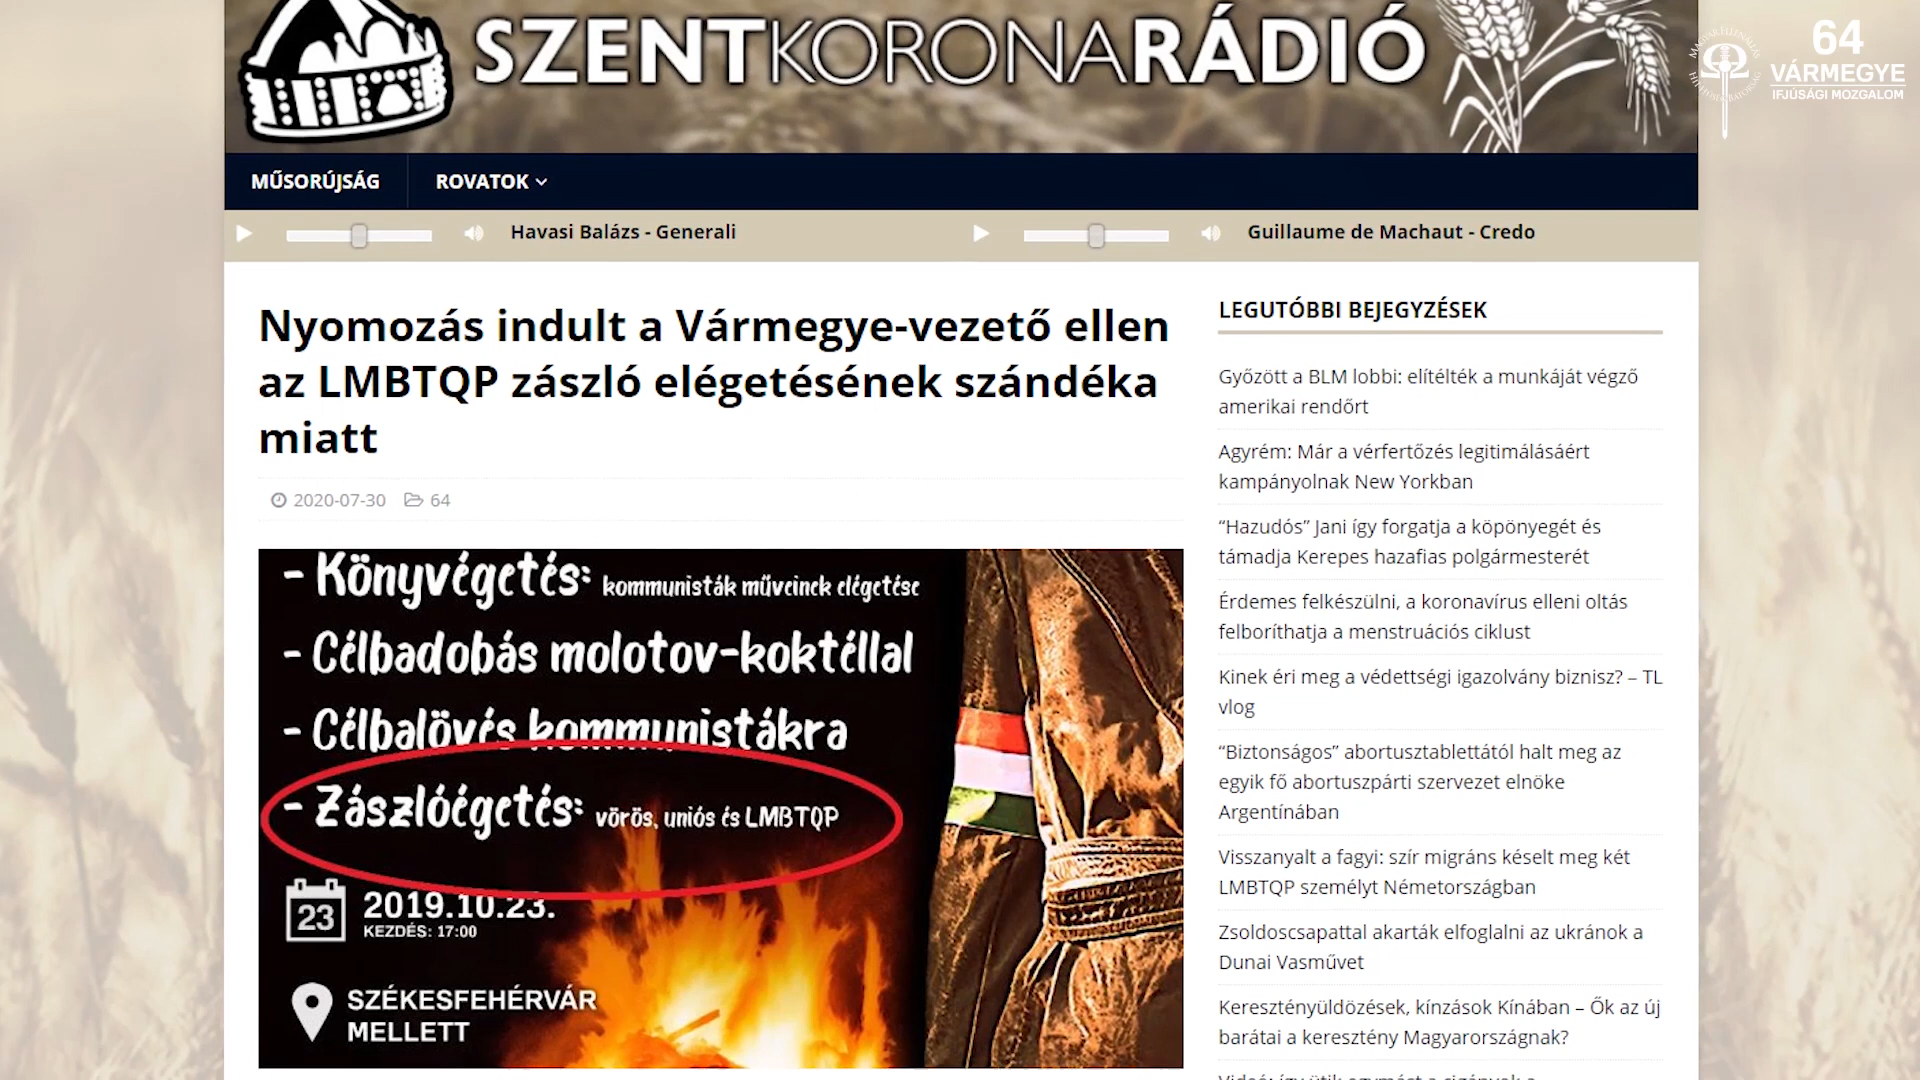 SZENTKORONARÁDIÓ
64
VÁRMEGYE
IFJÚSÁGI MOZGALOM
MŰSORÚJSÁG
ROVATOK
Havasi Balázs - Generali
Guillaume de Machaut - Credo
Nyomozás indult a Vármegye-vezető ellen
az LMBTQP zászló elégetésének szándéka
miatt
2020-07-30
64
- Könyvégetés: kommunisták műveinek elégetése
- Célbadobás molotov-koktéllal
- Célbalövés kommunistákra
- Zászlóégetés: vörös, uniós és LMBTQP
23
2019.10.23.
KEZDÉS: 17:00
SZÉKESFEHÉRVÁR
MELLETT
LEGUTÓBBI BEJEGYZÉSEK
Győzött a BLM lobbi: elítélték a munkáját végző
amerikai rendőrt
Agyrém: Már a vérfertőzés legitimálásáért
kampányolnak New Yorkban
“Hazudós” Jani így forgatja a köpönyegét és
támadja Kerepes hazafias polgármesterét
Érdemes felkészülni, a koronavírus elleni oltás
felboríthatja a menstruációs ciklust
Kinek éri meg a védettségi igazolvány biznisz? – TL
vlog
“Biztonságos” abortusztablettától halt meg az
egyik fő abortuszpárti szervezet elnöke
Argentínában
Visszanyalt a fagyi: szír migráns késelt meg két
LMBTQP személyt Németországban
Zsoldoscsapattal akarták elfoglalni az ukránok a
Dunai Vasművet
Keresztényüldözések, kínzások Kínában – Ők az új
barátai a keresztény Magyarországnak?